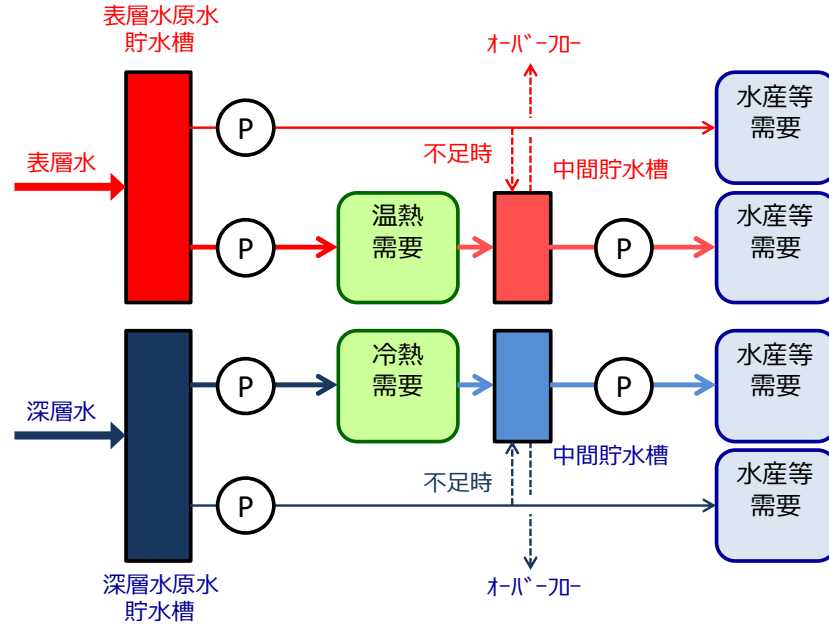 表層水原水
貯水槽
オーバーフロー
水産等
需要
P
不足時
中間貯水槽
表層水
温熱
需要
水産等
需要
P
P
冷熱
需要
水産等
需要
P
P
深層水
中間貯水槽
不足時
水産等
需要
P
深層水原水
貯水槽
オーバーフロー